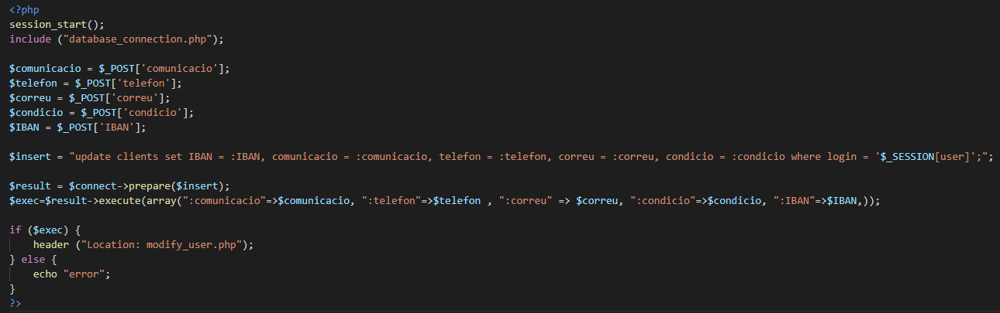 <?php
session_start();
include ("database_connection.php");
$comunicacio = $_POST['comunicacio'];
$telefon = $_POST['telefon'];
$correu = $_POST['correu'];
$condicio = $_POST['condicio'];
$IBAN = $_POST['IBAN'];
$insert = "update clients set IBAN = :IBAN, comunicacio = :comunicacio, telefon = :telefon, correu = :correu, condicio = :condicio where login = '$_SESSION[user]';";
$result = $connect->prepare($insert);
$exec=$result->execute(array(":comunicacio"=>$comunicacio, ":telefon"=>$telefon , ":correu" => $correu, ":condicio"=>$condicio, ":IBAN"=>$IBAN,));
if ($exec) {
    header ("Location: modify_user.php");
} else {
    echo "error";
}
?>